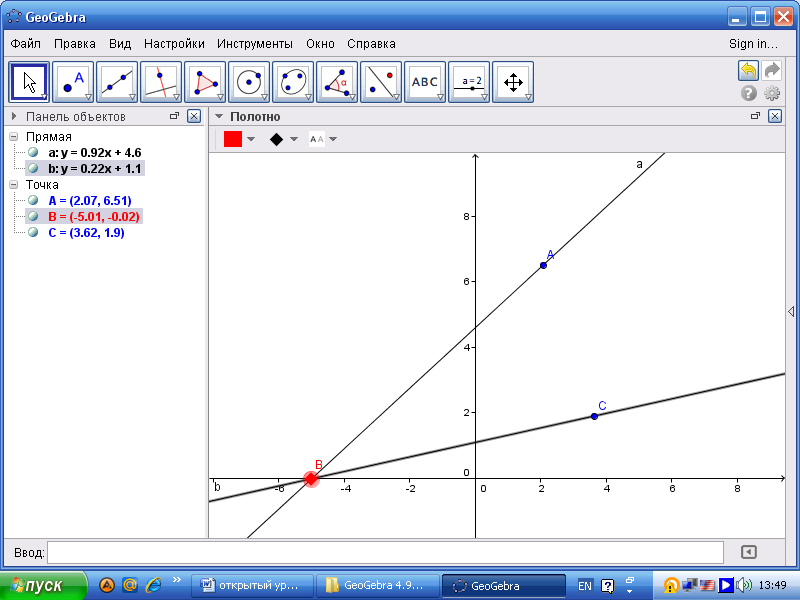 GeoGebra
Файл Правка Вид Настройки Инструменты Окно Справка Sign in...
A α ABC a=2
Панель объектов
Полотно
A A
Прямая
a: y = 0.92x + 4.6
b: y = 0.22x + 1.1
Точка
A = (2.07, 6.51)
B = (-5.01, -0.02)
C = (3.62, 1.9)
a
8
A
6
4
C
2
B
0
b -6 -4 -2 0 2 4 6 8
Ввод:
пуск » открытый ур... GeoGebra 4.9... GeoGebra EN ? 13:49